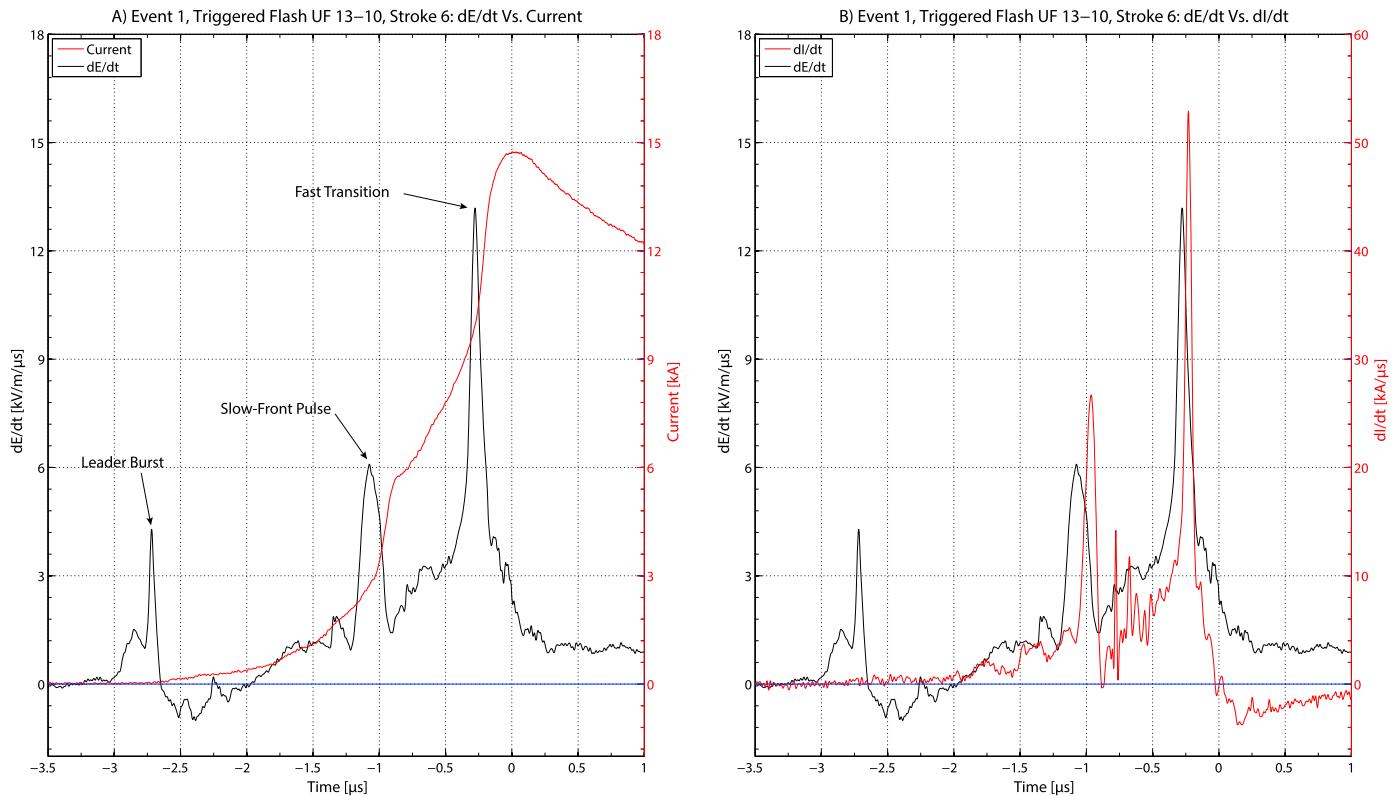 A) Event 1, Triggered Flash UF 13−10, Stroke 6: dE/dt Vs. Current
18
15
12
9
6
3
0
dE/dt [kV/m/μs]
Current
dE/dt
Fast Transition
Slow-Front Pulse
Leader Burst
18
15
12
9
6
3
0
Current [kA]
−3.5 −3 −2.5 −2 −1.5 −1 −0.5 0 0.5 1
Time [μs]
B) Event 1, Triggered Flash UF 13−10, Stroke 6: dE/dt Vs. dI/dt
18
15
12
9
6
3
0
dE/dt [kV/m/μs]
dI/dt
dE/dt
60
50
40
30
20
10
0
dI/dt [kA/μs]
−3.5 −3 −2.5 −2 −1.5 −1 −0.5 0 0.5 1
Time [μs]